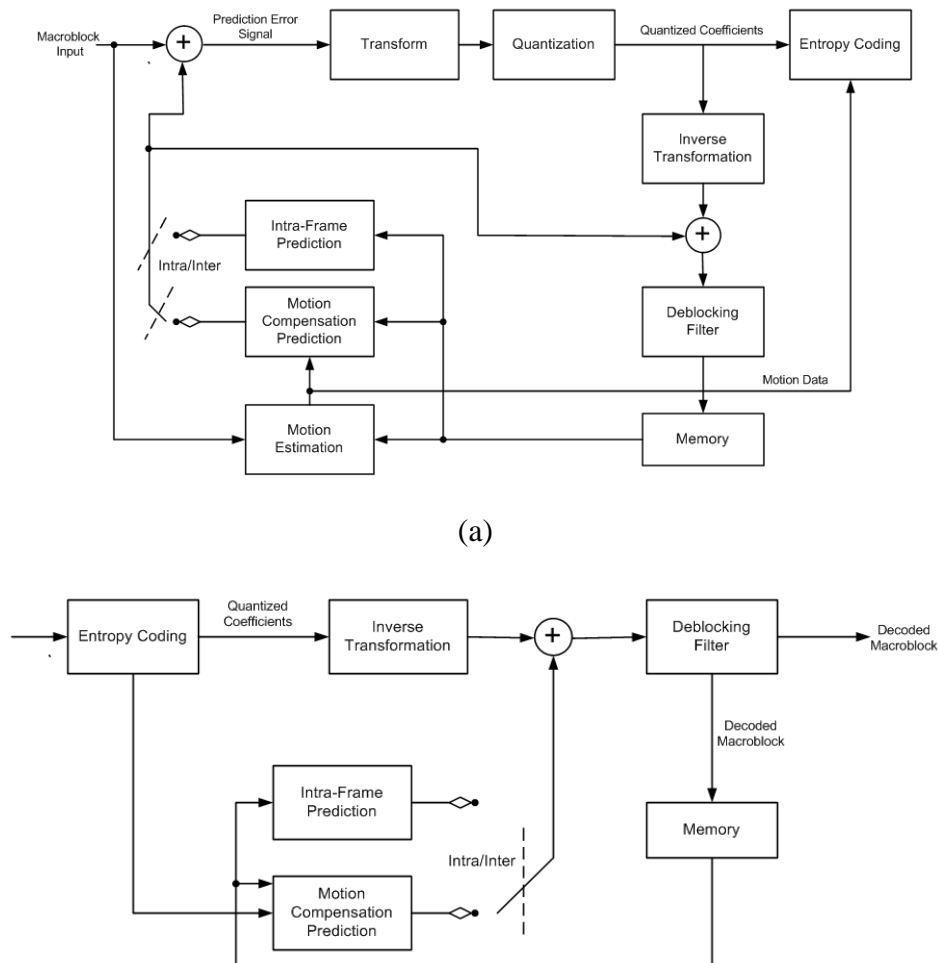 Macroblock
Input
+
Prediction Error
Signal
Transform
Quantization
Quantized Coefficients
Entropy Coding
Inverse
Transformation
+
Intra-Frame
Prediction
Intra/Inter
Motion
Compensation
Prediction
Deblocking
Filter
Motion Data
Motion
Estimation
Memory
(a)
Entropy Coding
Quantized
Coefficients
Inverse
Transformation
+
Deblocking
Filter
Decoded
Macroblock
Decoded
Macroblock
Intra-Frame
Prediction
Memory
Intra/Inter
Motion
Compensation
Prediction